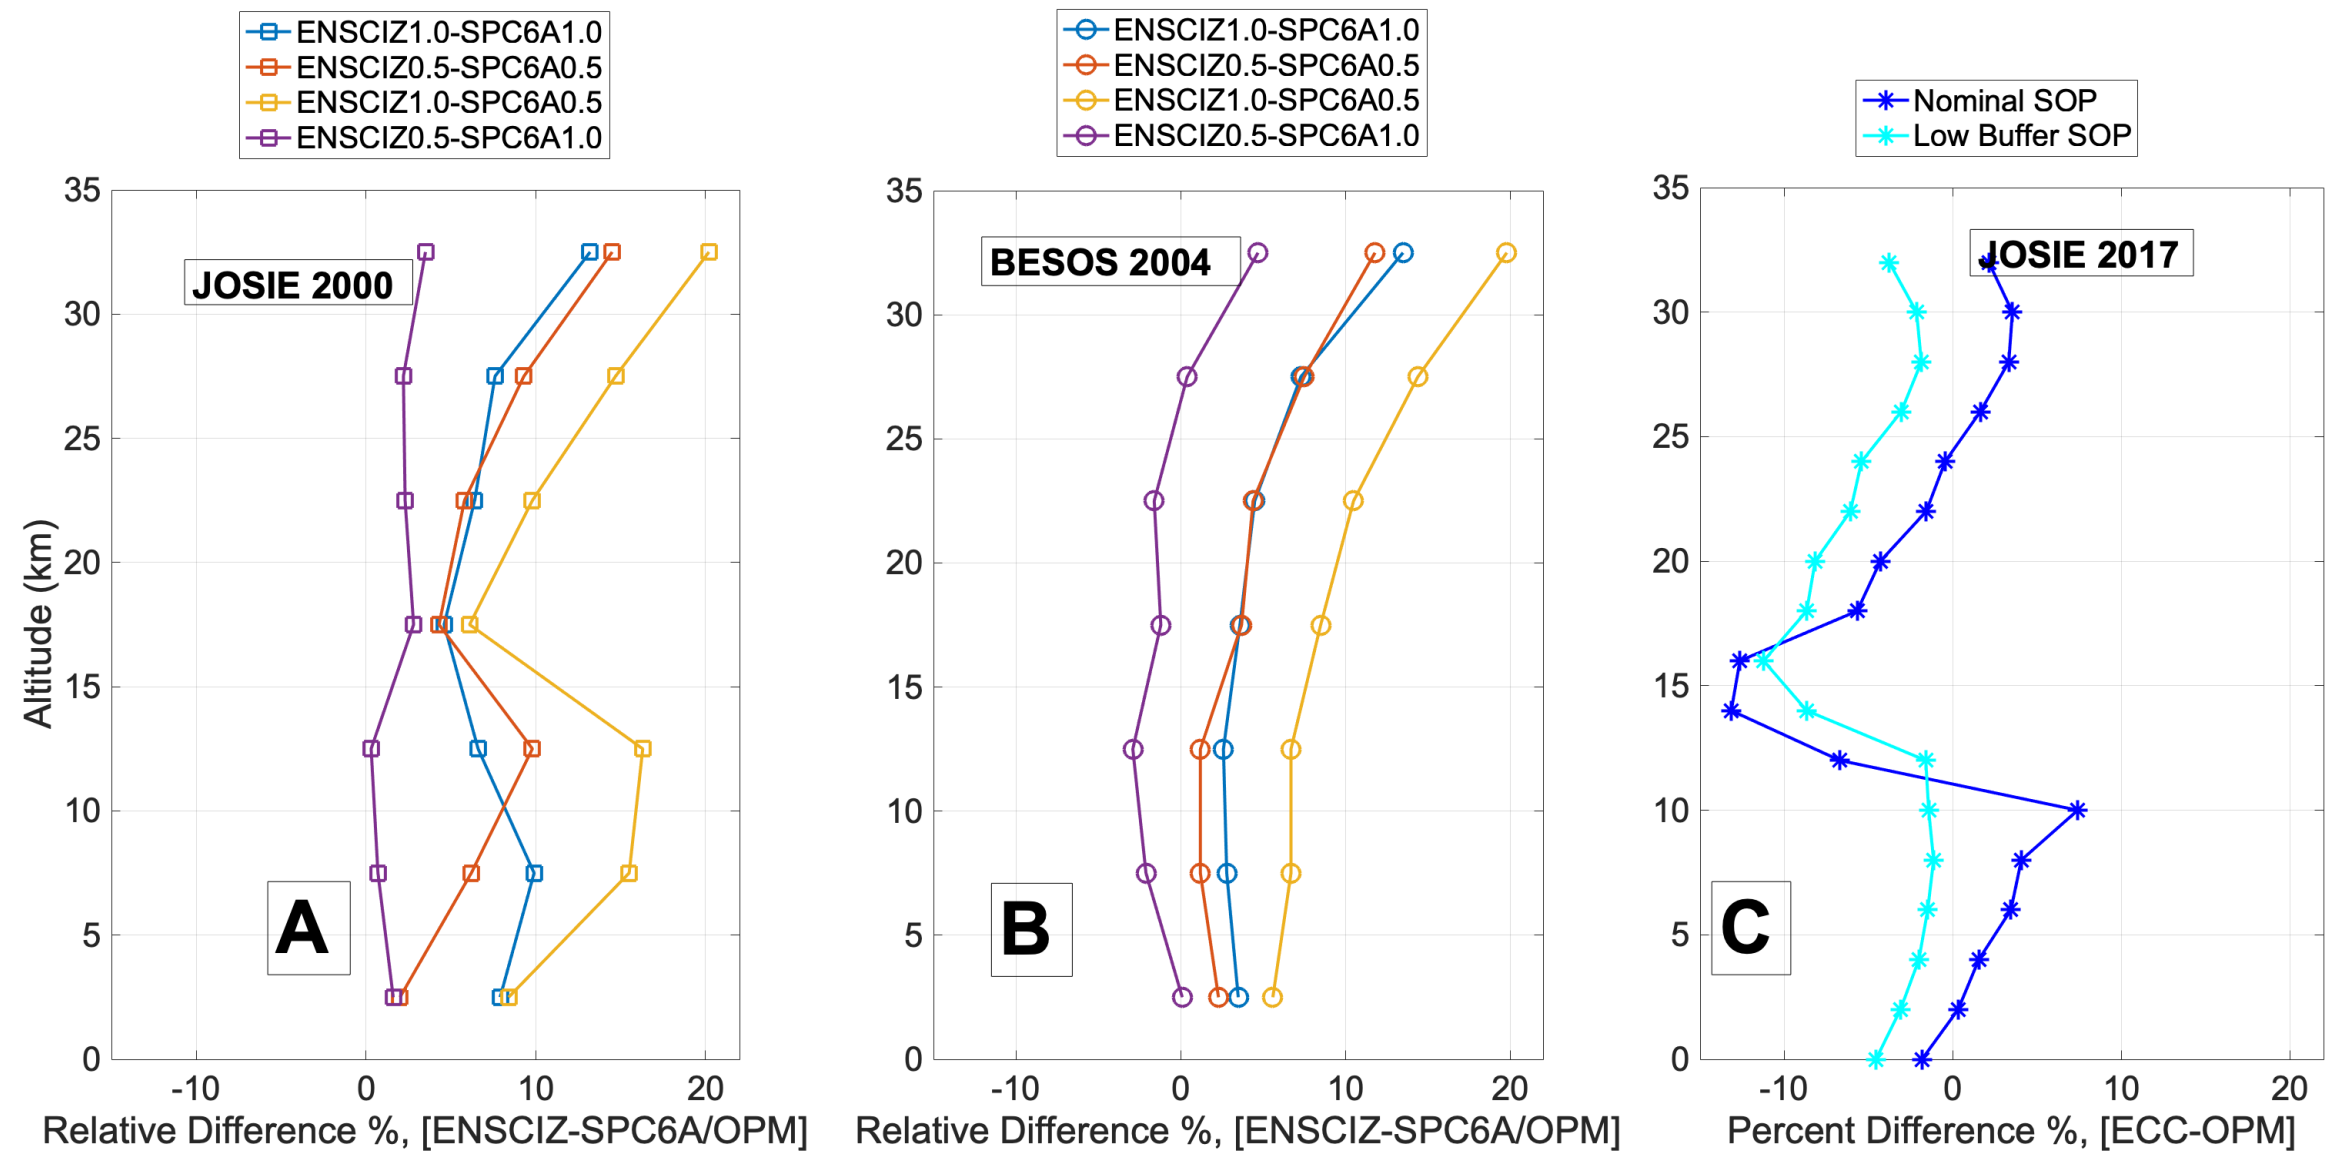 ENSCIZ1.0-SPC6A1.0
ENSCIZ0.5-SPC6A0.5
ENSCIZ1.0-SPC6A0.5
ENSCIZ0.5-SPC6A1.0
35
30
25
20
15
10
5
0
Altitude (km)
JOSIE 2000
A
-10 0 10 20
Relative Difference %, [ENSCIZ-SPC6A/OPM]
ENSCIZ1.0-SPC6A1.0
ENSCIZ0.5-SPC6A0.5
ENSCIZ1.0-SPC6A0.5
ENSCIZ0.5-SPC6A1.0
35
30
25
20
15
10
5
0
BESOS 2004
B
-10 0 10 20
Relative Difference %, [ENSCIZ-SPC6A/OPM]
Nominal SOP
Low Buffer SOP
35
30
25
20
15
10
5
0
JOSIE 2017
C
-10 0 10 20
Percent Difference %, [ECC-OPM]